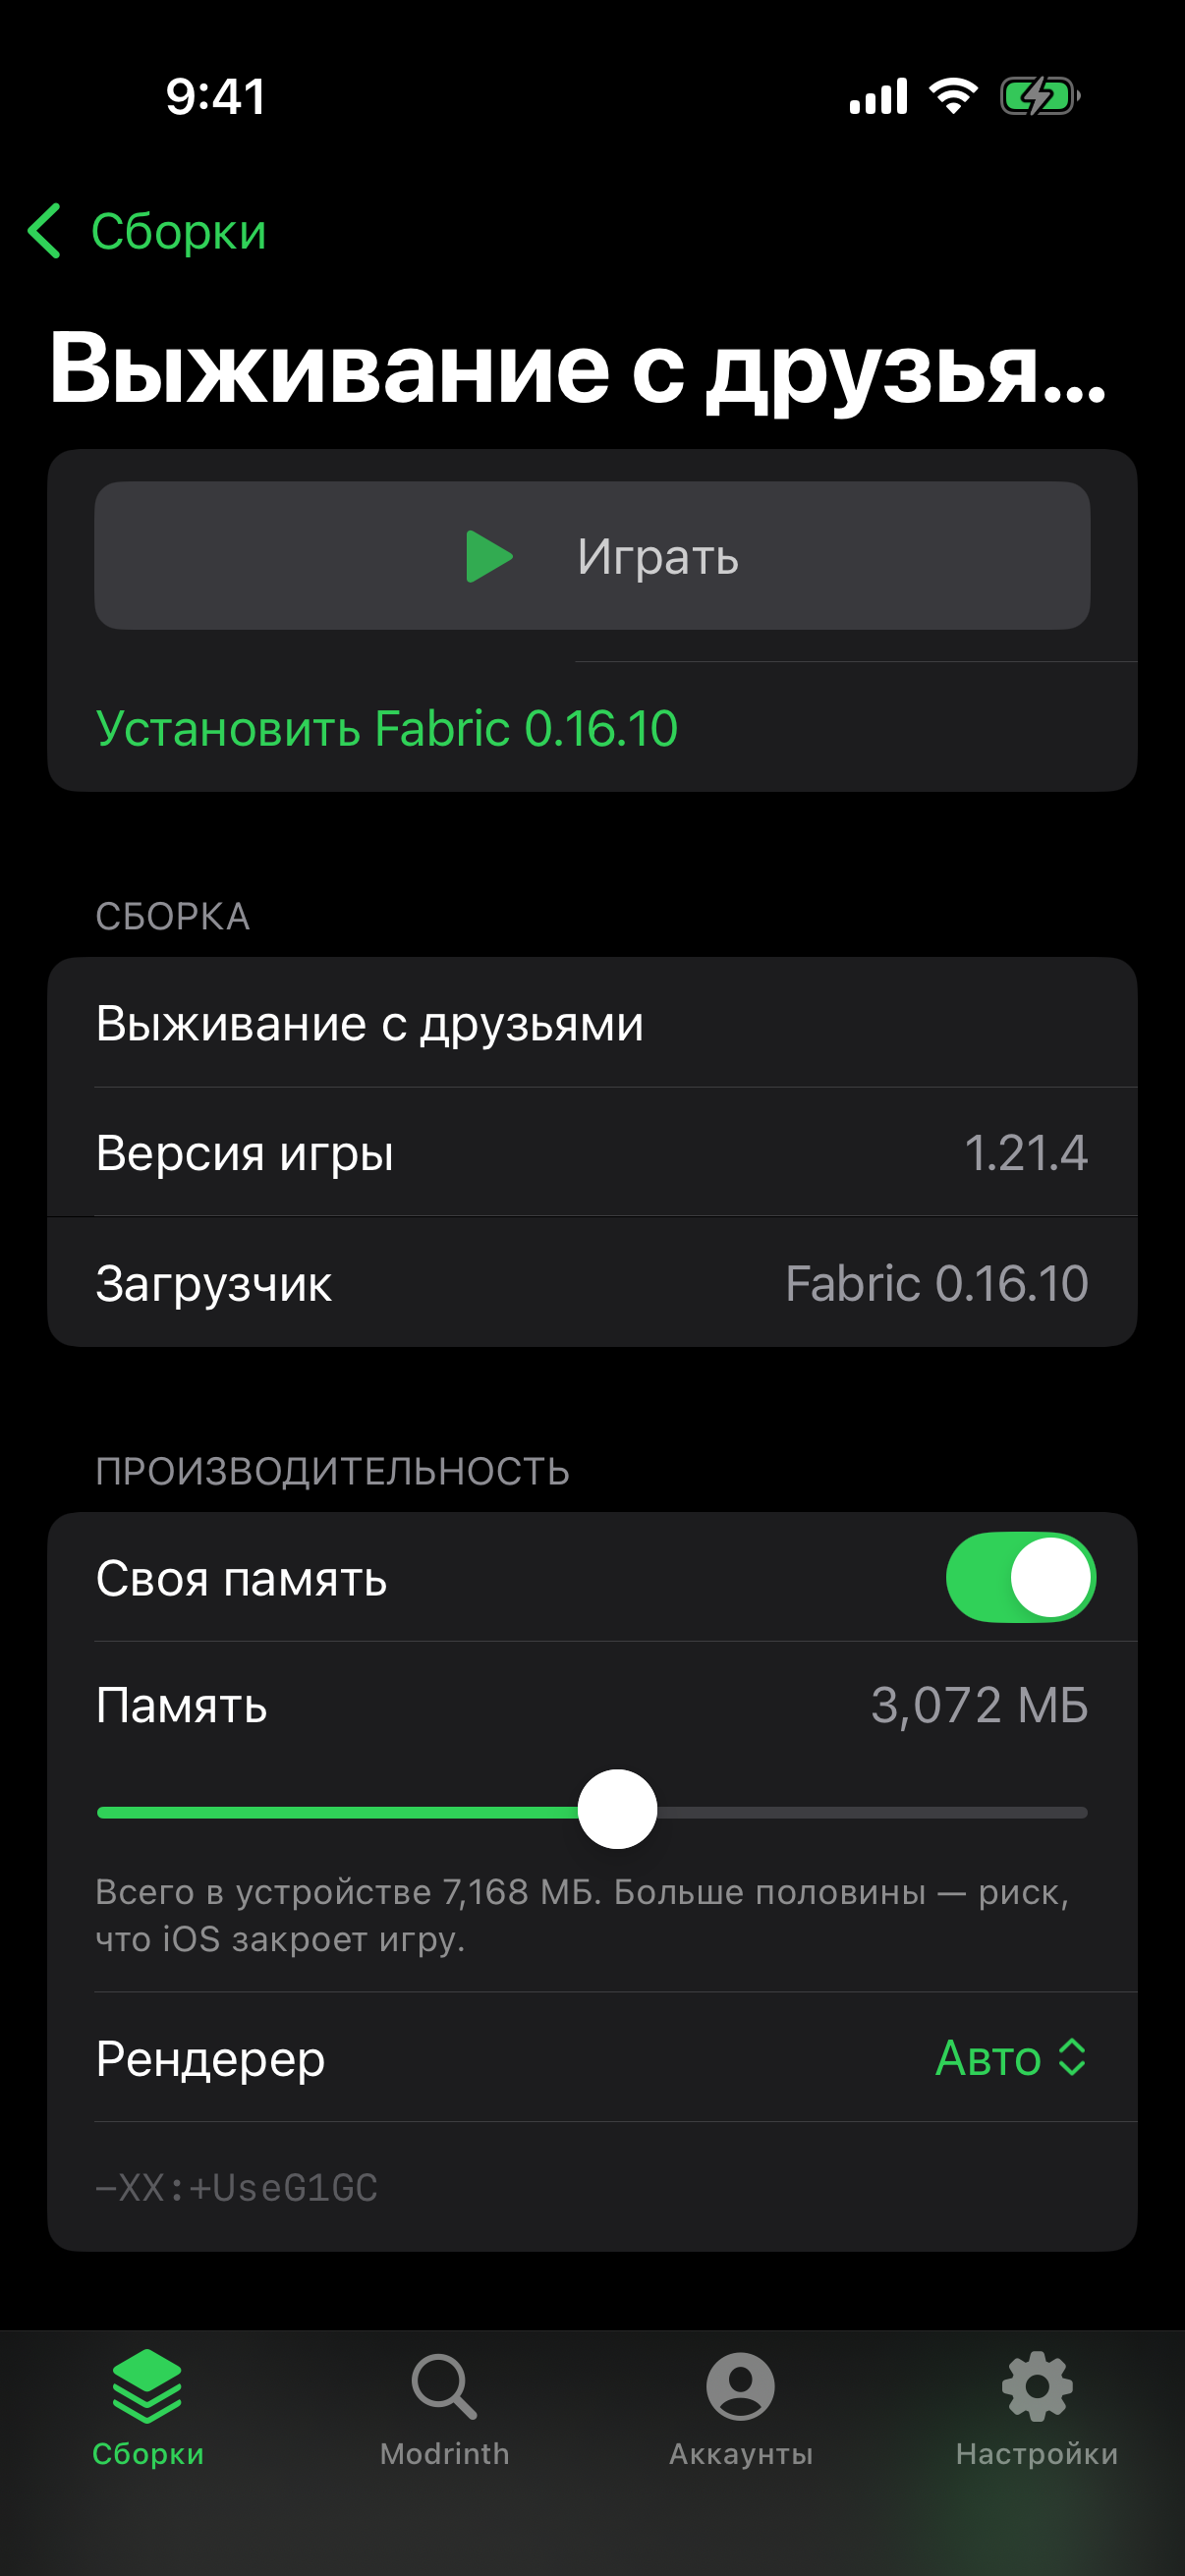 9:41
Сборки
Выживание с друзья...
Играть
Установить Fabric 0.16.10
СБОРКА
Выживание с друзьями
Версия игры 1.21.4
Загрузчик Fabric 0.16.10
ПРОИЗВОДИТЕЛЬНОСТЬ
Своя память
Память 3,072 МБ
Всего в устройстве 7,168 МБ. Больше половины — риск,
что iOS закроет игру.
Рендерер Авто
-XX:+UseG1GC
Сборки Modrinth Аккаунты Настройки